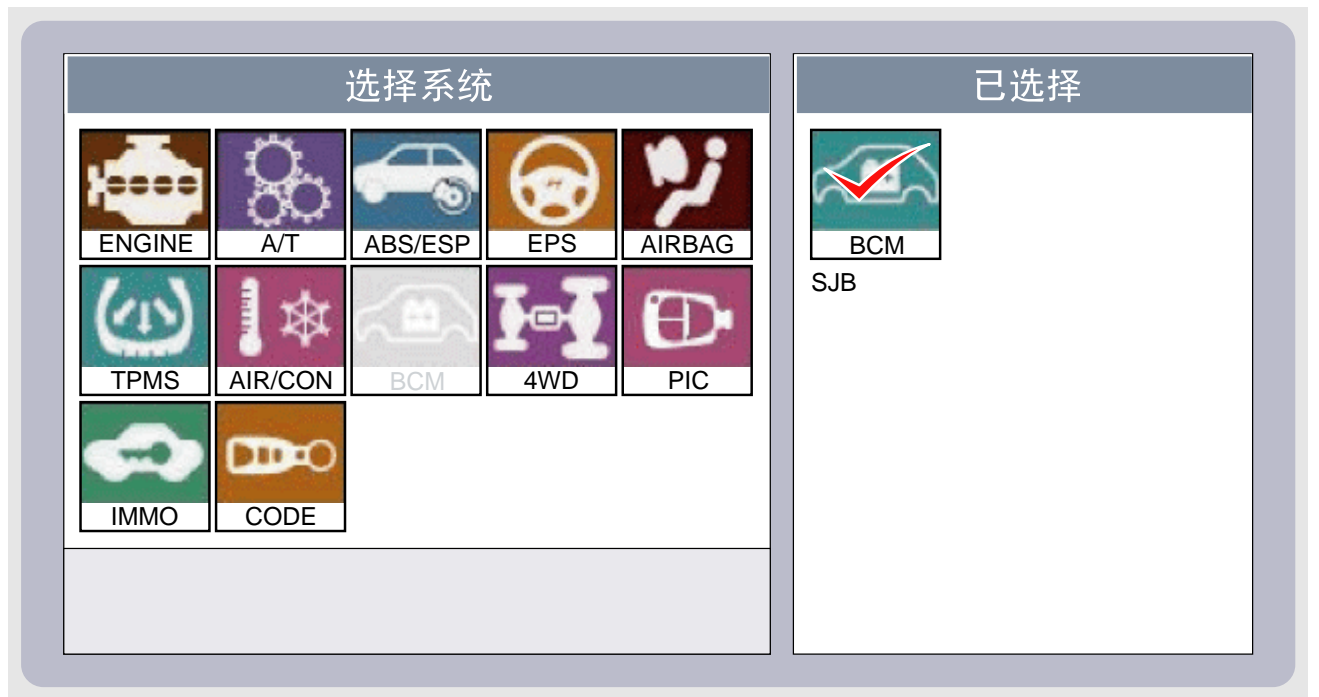 选择系统
已选择
ENGINE A/T ABS/ESP EPS AIRBAG
TPMS AIR/CON BCM 4WD PIC
IMMO CODE
BCM
SJB